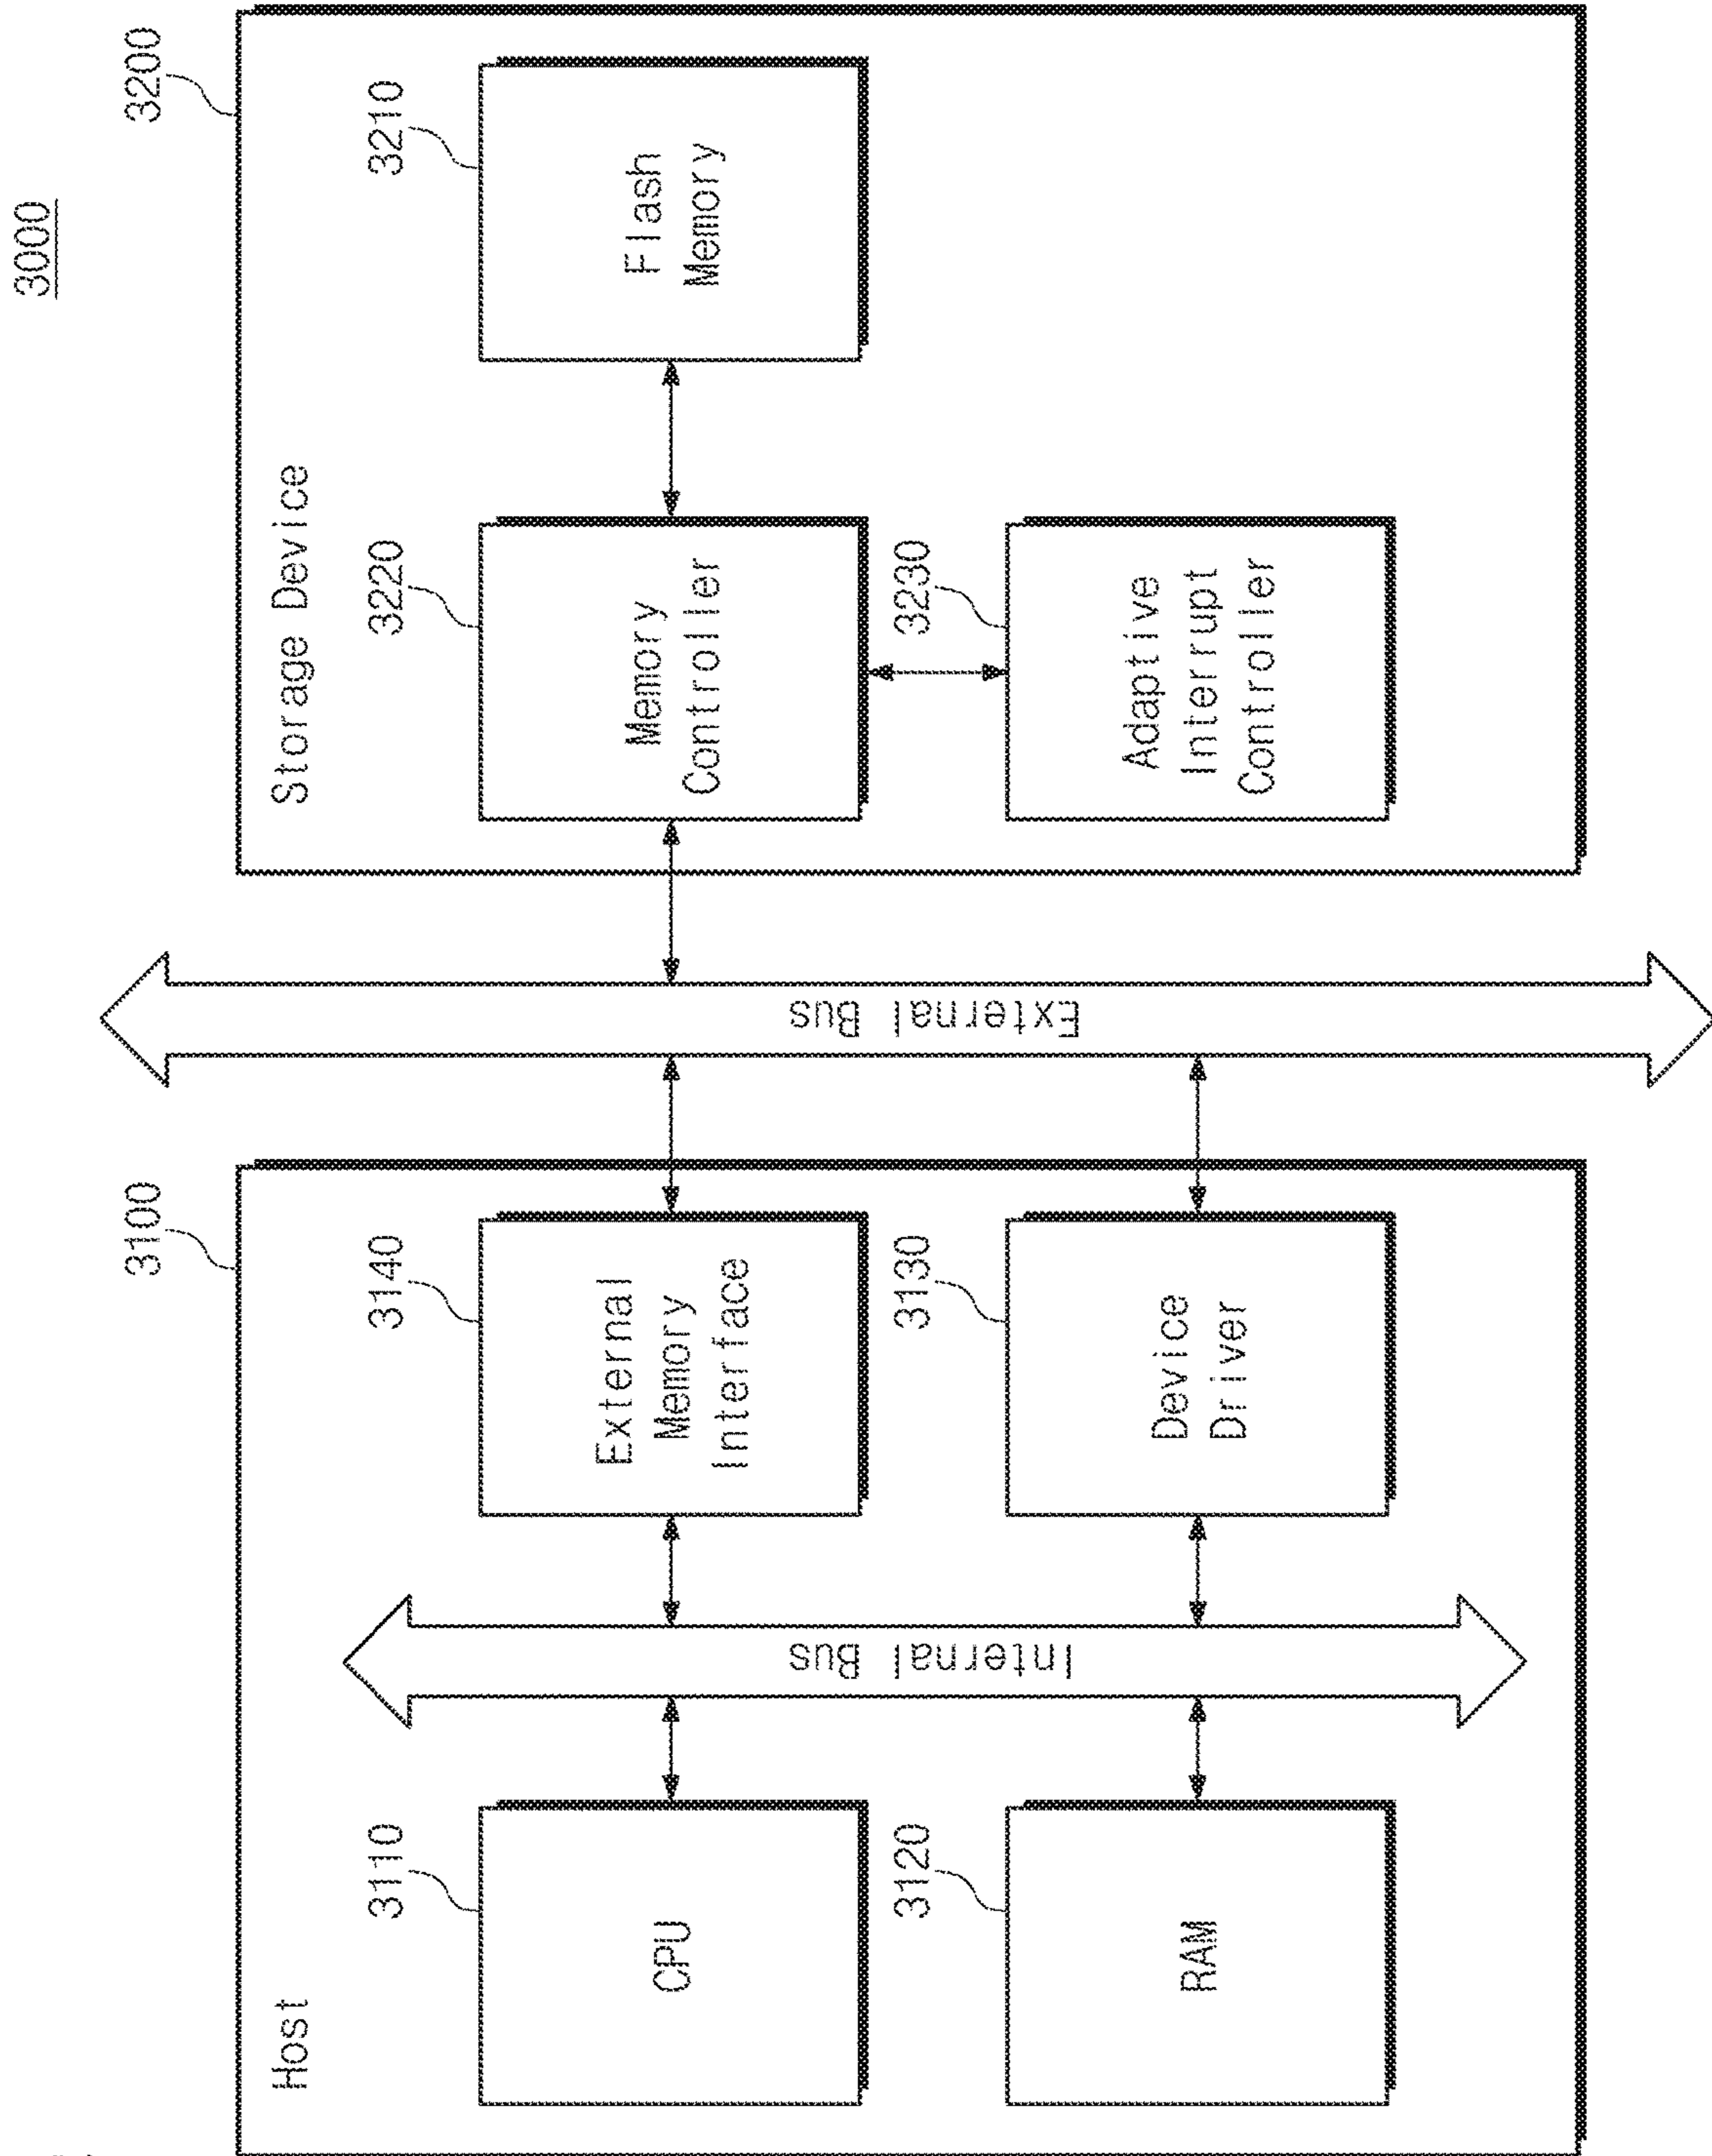 3000
3100
Host
3110
CPU
3120
RAM
Internal Bus
3140
External
Memory
Interface
3130
Device
Driver
External Bus
3200
Storage Device
3220
Memory
Controller
3230
Adaptive
Interrupt
Controller
3210
Flash
Memory